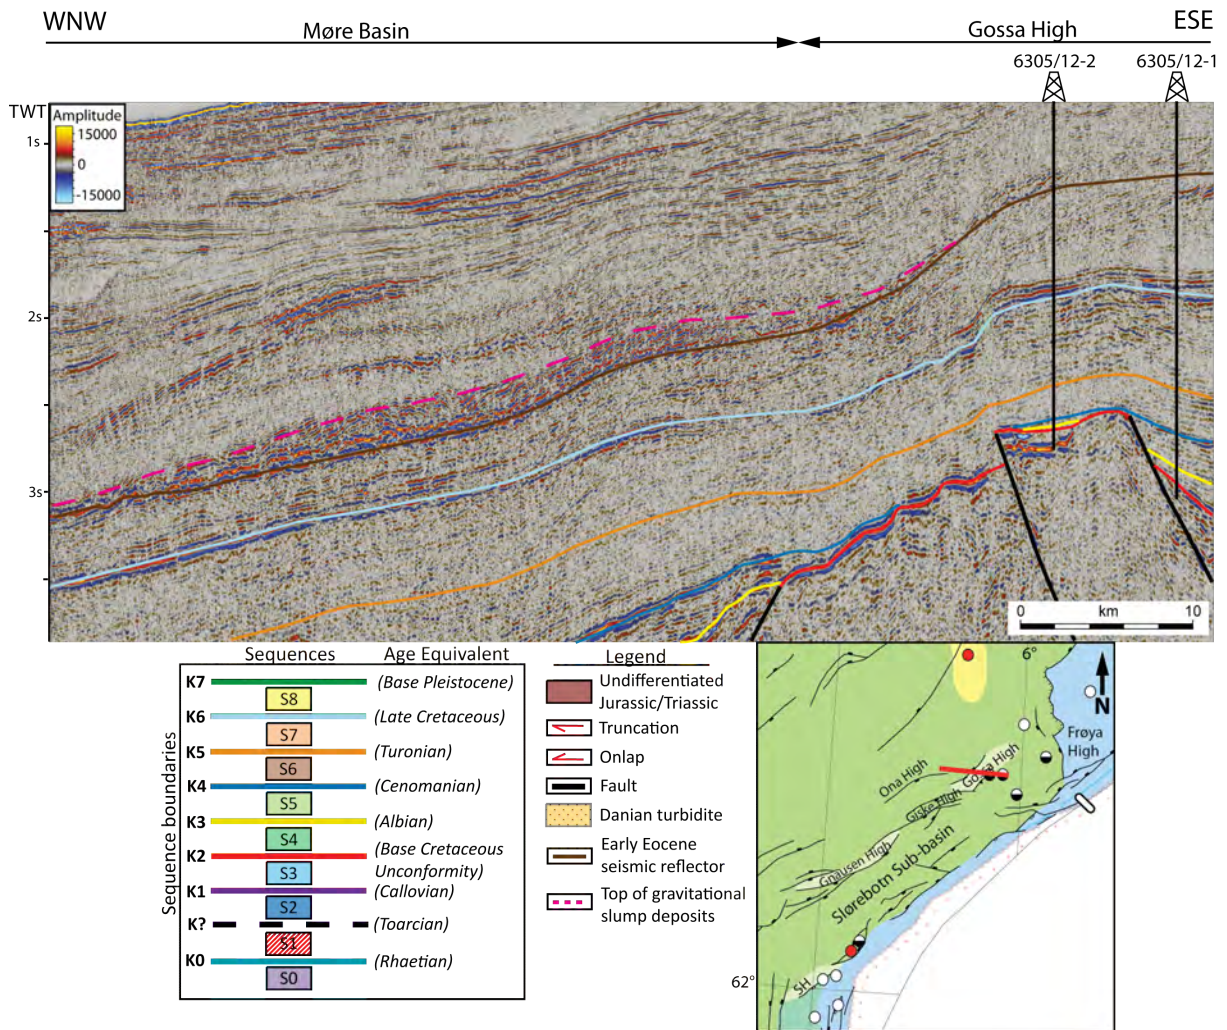 WNW
ESE
Møre Basin
Gossa High
6305/12-2
6305/12-1
TWT
Amplitude
15000
0
-15000
1s
2s
3s
0 km 10
Sequences Age Equivalent
Sequence boundaries
K7 (Base Pleistocene)
S8
K6 (Late Cretaceous)
S7
K5 (Turonian)
S6
K4 (Cenomanian)
S5
K3 (Albian)
S4
K2 (Base Cretaceous
Unconformity)
S3
K1 (Callovian)
S2
K? (Toarcian)
S1
K0 (Rhaetian)
S0
Legend
Undifferentiated
Jurassic/Triassic
Truncation
Onlap
Fault
Danian turbidite
Early Eocene
seismic reflector
Top of gravitational
slump deposits
6°
N
Frøya
High
Gossa High
Ona High
Giske High
Gnausen High
Slørebotn Sub-basin
62°
SH